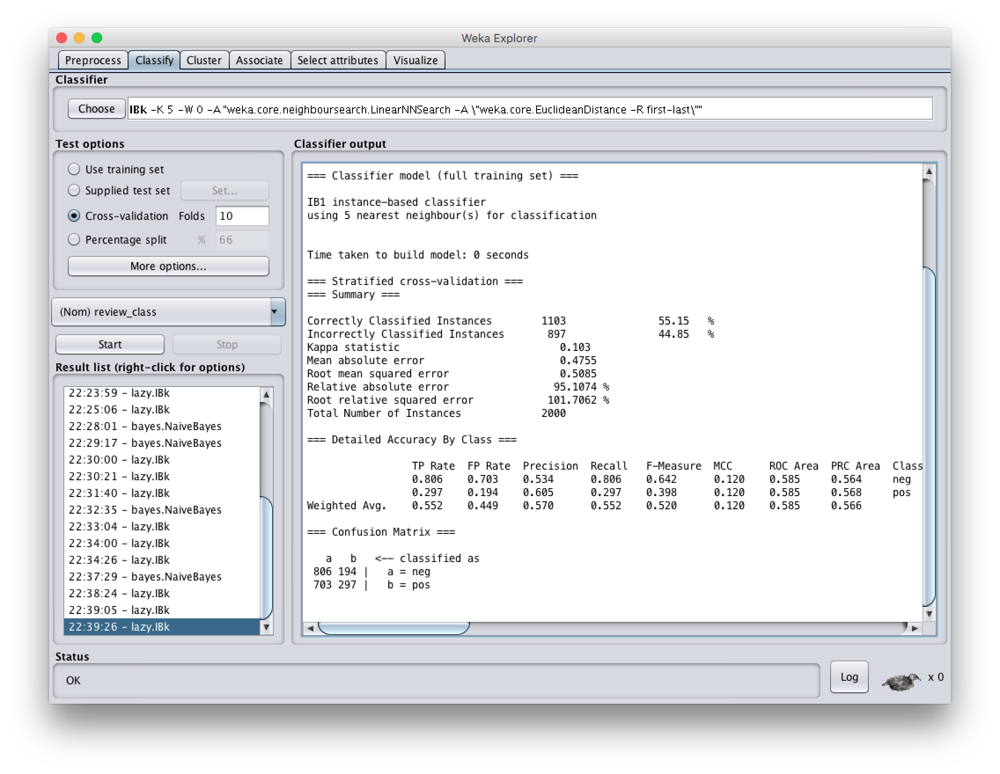 Weka Explorer
Preprocess Classify Cluster Associate Select attributes Visualize
Classifier
Choose IBk -K 5 -W 0 -A "weka.core.neighboursearch.LinearNNSearch -A \"weka.core.EuclideanDistance -R first-last\""
Test options
Use training set
Supplied test set Set...
Cross-validation Folds 10
Percentage split % 66
More options...
(Nom) review_class
Start Stop
Result list (right-click for options)
22:23:59 - lazy.IBk
22:25:06 - lazy.IBk
22:28:01 - bayes.NaiveBayes
22:29:17 - bayes.NaiveBayes
22:30:00 - lazy.IBk
22:30:21 - lazy.IBk
22:31:40 - lazy.IBk
22:32:35 - bayes.NaiveBayes
22:33:04 - lazy.IBk
22:34:00 - lazy.IBk
22:34:26 - lazy.IBk
22:37:29 - bayes.NaiveBayes
22:38:24 - lazy.IBk
22:39:05 - lazy.IBk
22:39:26 - lazy.IBk
Classifier output
=== Classifier model (full training set) ===
IB1 instance-based classifier
using 5 nearest neighbour(s) for classification
Time taken to build model: 0 seconds
=== Stratified cross-validation ===
=== Summary ===
Correctly Classified Instances 1103 55.15 %
Incorrectly Classified Instances 897 44.85 %
Kappa statistic 0.103
Mean absolute error 0.4755
Root mean squared error 0.5085
Relative absolute error 95.1074 %
Root relative squared error 101.7062 %
Total Number of Instances 2000
=== Detailed Accuracy By Class ===
TP Rate FP Rate Precision Recall F-Measure MCC ROC Area PRC Area Class
0.806 0.703 0.534 0.806 0.642 0.120 0.585 0.564 neg
0.297 0.194 0.605 0.297 0.398 0.120 0.585 0.568 pos
Weighted Avg. 0.552 0.449 0.570 0.552 0.520 0.120 0.585 0.566
=== Confusion Matrix ===
a b <-- classified as
806 194 | a = neg
703 297 | b = pos
Status
OK
Log
x 0